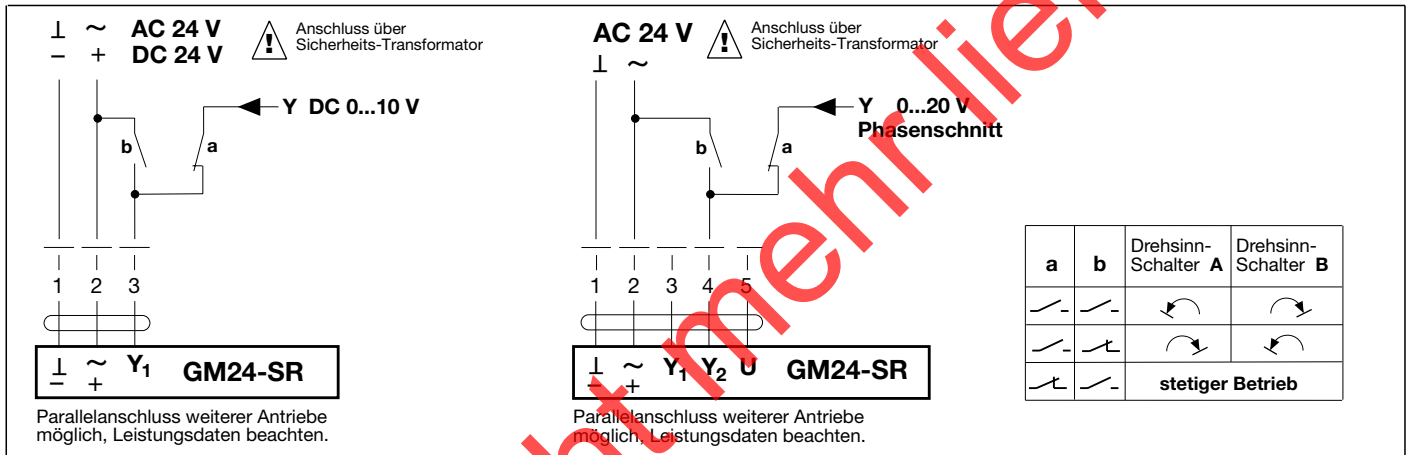 ⊥ ~ AC 24 V
– + DC 24 V
Anschluss über
Sicherheits-Transformator
Y DC 0...10 V
b
a
1 2 3
⊥ ~ Y1 GM24-SR
– +
Parallelanschluss weiterer Antriebe
möglich, Leistungsdaten beachten.
AC 24 V
Anschluss über
Sicherheits-Transformator
⊥ ~
Y 0...20 V
Phasenschnitt
b
a
1 2 3 4 5
⊥ ~ Y1 Y2 U GM24-SR
– +
Parallelanschluss weiterer Antriebe
möglich, Leistungsdaten beachten.
a b Drehsinn-Schalter A Drehsinn-Schalter B
stetiger Betrieb
ht mehr lie